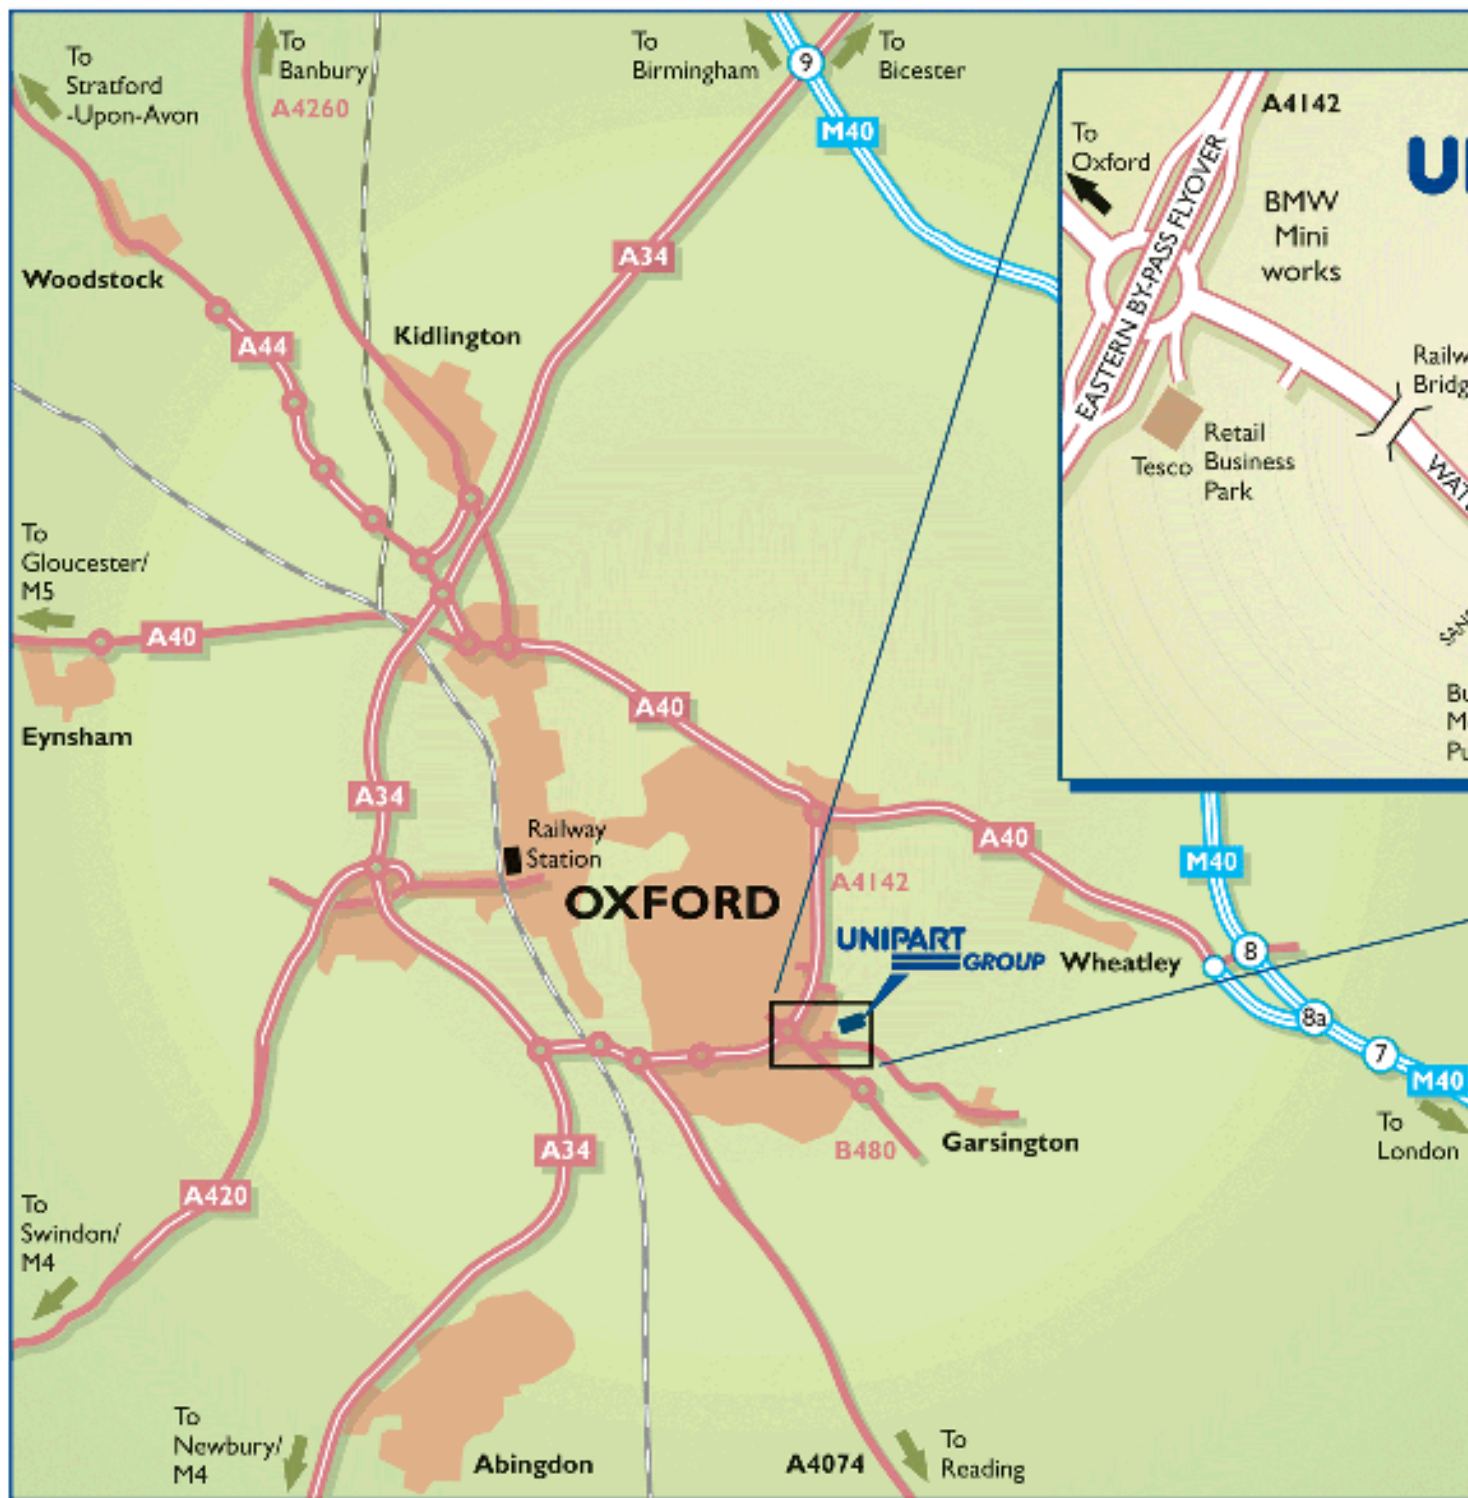 To
Stratford
-Upon-Avon
To
Banbury
A4260
To
Birmingham
9
To
Bicester
M40
A34
Woodstock
A44
Kidlington
To
Gloucester/
M5
A40
Eynsham
A40
A34
Railway
Station
OXFORD
A4142
UNIPART
GROUP
A40
M40
Wheatley
8
8a
7
M40
To
London
Garsington
B480
A34
A420
To
Swindon/
M4
To
Newbury/
M4
Abingdon
A4074
To
Reading
A4142
To
Oxford
EASTERN BY-PASS FLYOVER
BMW
Mini
works
Tesco
Retail
Business
Park